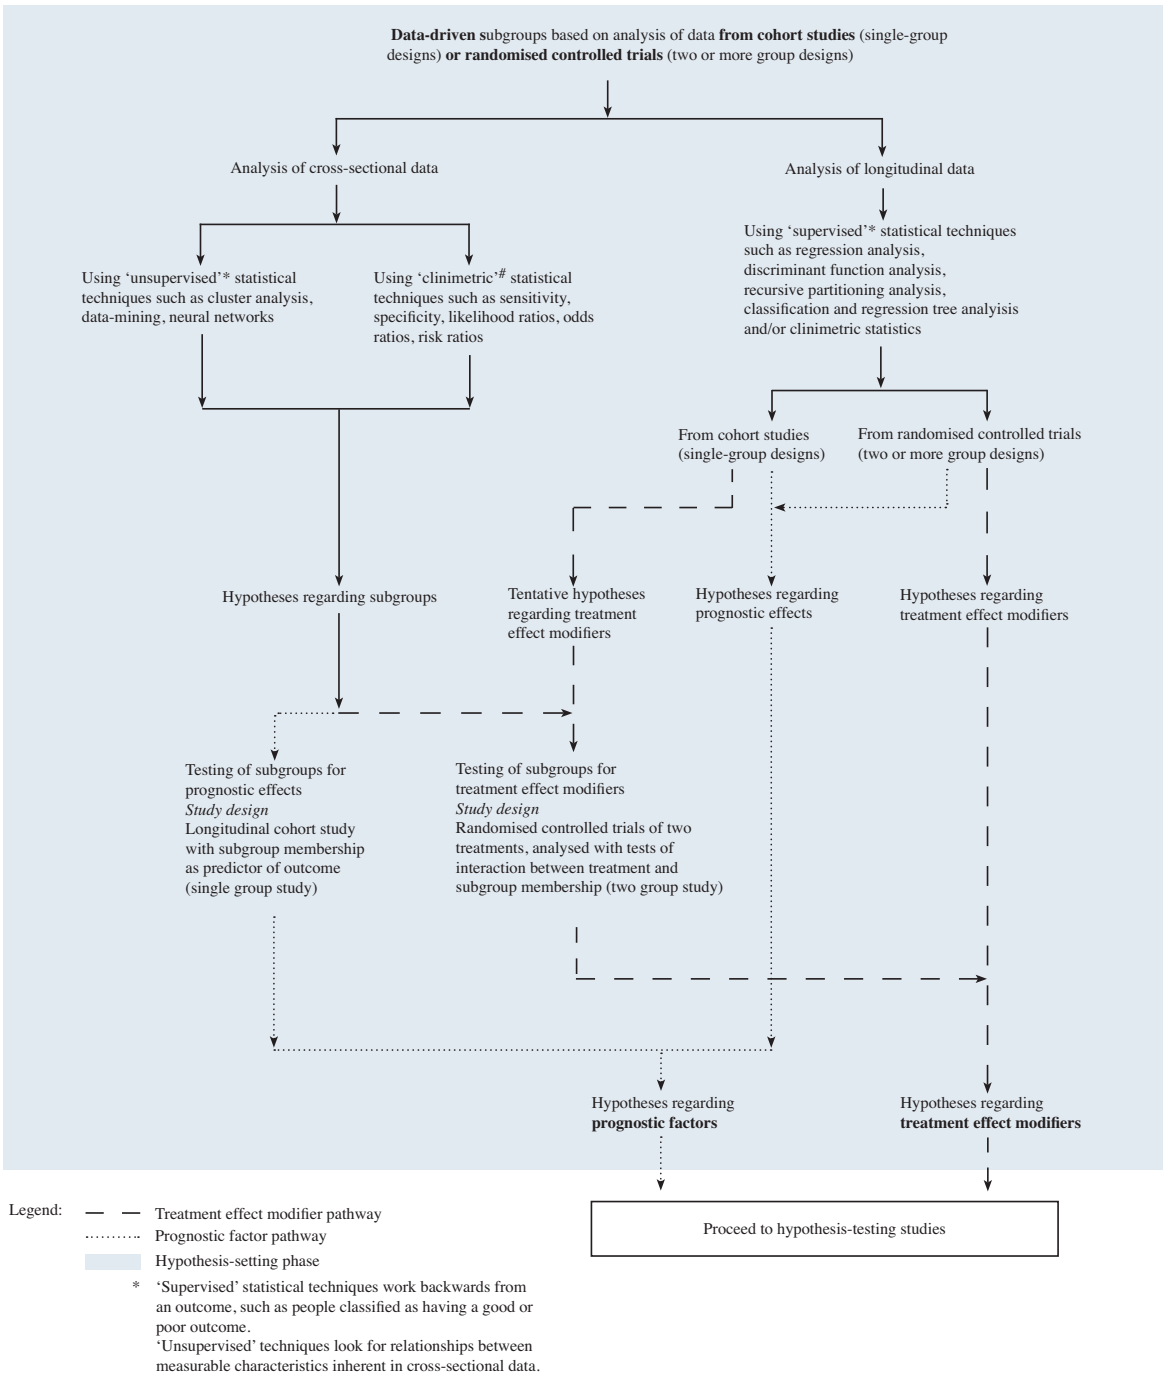 Data-driven subgroups based on analysis of data from cohort studies (single-group
designs) or randomised controlled trials (two or more group designs)
Analysis of cross-sectional data
Analysis of longitudinal data
Using ‘unsupervised’* statistical
techniques such as cluster analysis,
data-mining, neural networks
Using ‘clinimetric’# statistical
techniques such as sensitivity,
specificity, likelihood ratios, odds
ratios, risk ratios
Using ‘supervised’* statistical techniques
such as regression analysis,
discriminant function analysis,
recursive partitioning analysis,
classification and regression tree analyisis
and/or clinimetric statistics
From cohort studies
(single-group designs)
From randomised controlled trials
(two or more group designs)
Hypotheses regarding subgroups
Tentative hypotheses
regarding treatment
effect modifiers
Hypotheses regarding
prognostic effects
Hypotheses regarding
treatment effect modifiers
Testing of subgroups for
prognostic effects
Study design
Longitudinal cohort study
with subgroup membership
as predictor of outcome
(single group study)
Testing of subgroups for
treatment effect modifiers
Study design
Randomised controlled trials of two
treatments, analysed with tests of
interaction between treatment and
subgroup membership (two group study)
Hypotheses regarding
prognostic factors
Hypotheses regarding
treatment effect modifiers
Proceed to hypothesis-testing studies
Legend:
Treatment effect modifier pathway
Prognostic factor pathway
Hypothesis-setting phase
* ‘Supervised’ statistical techniques work backwards from
an outcome, such as people classified as having a good or
poor outcome.
‘Unsupervised’ techniques look for relationships between
measurable characteristics inherent in cross-sectional data.